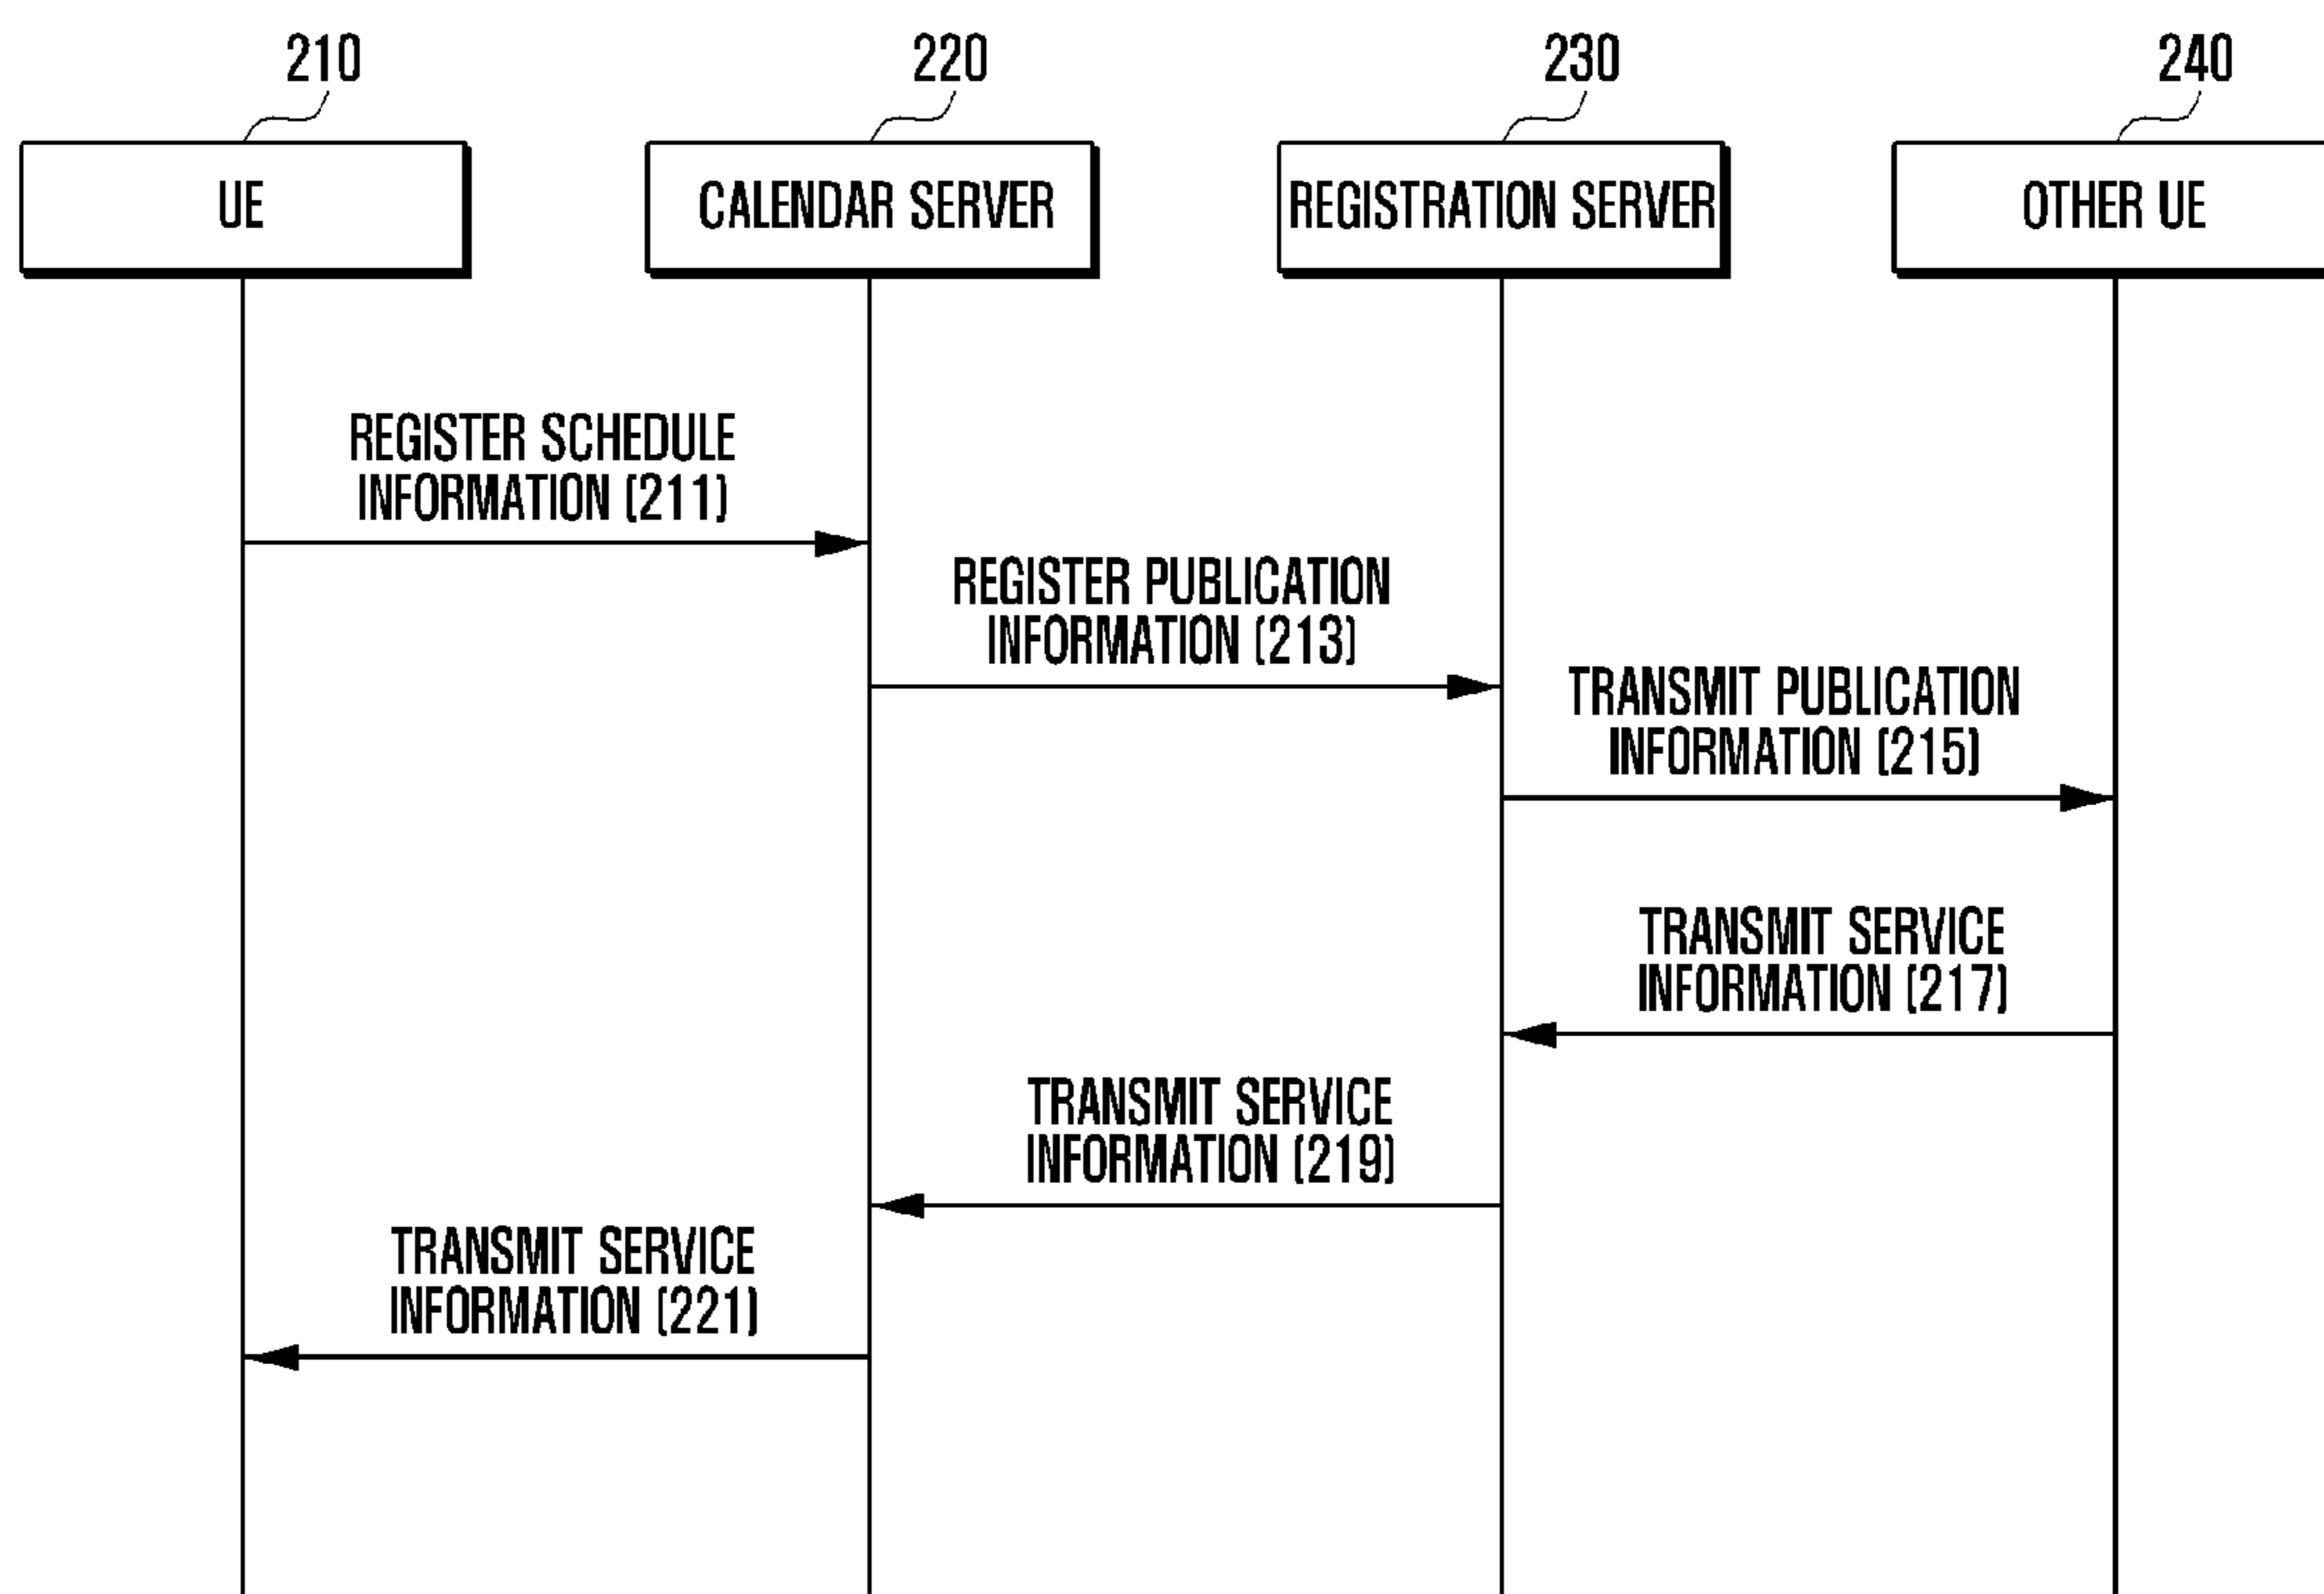 210
220
230
240
UE
CALENDAR SERVER
REGISTRATION SERVER
OTHER UE
REGISTER SCHEDULE
INFORMATION (211)
REGISTER PUBLICATION
INFORMATION (213)
TRANSMIT PUBLICATION
INFORMATION (215)
TRANSMIT SERVICE
INFORMATION (217)
TRANSMIT SERVICE
INFORMATION (219)
TRANSMIT SERVICE
INFORMATION (221)